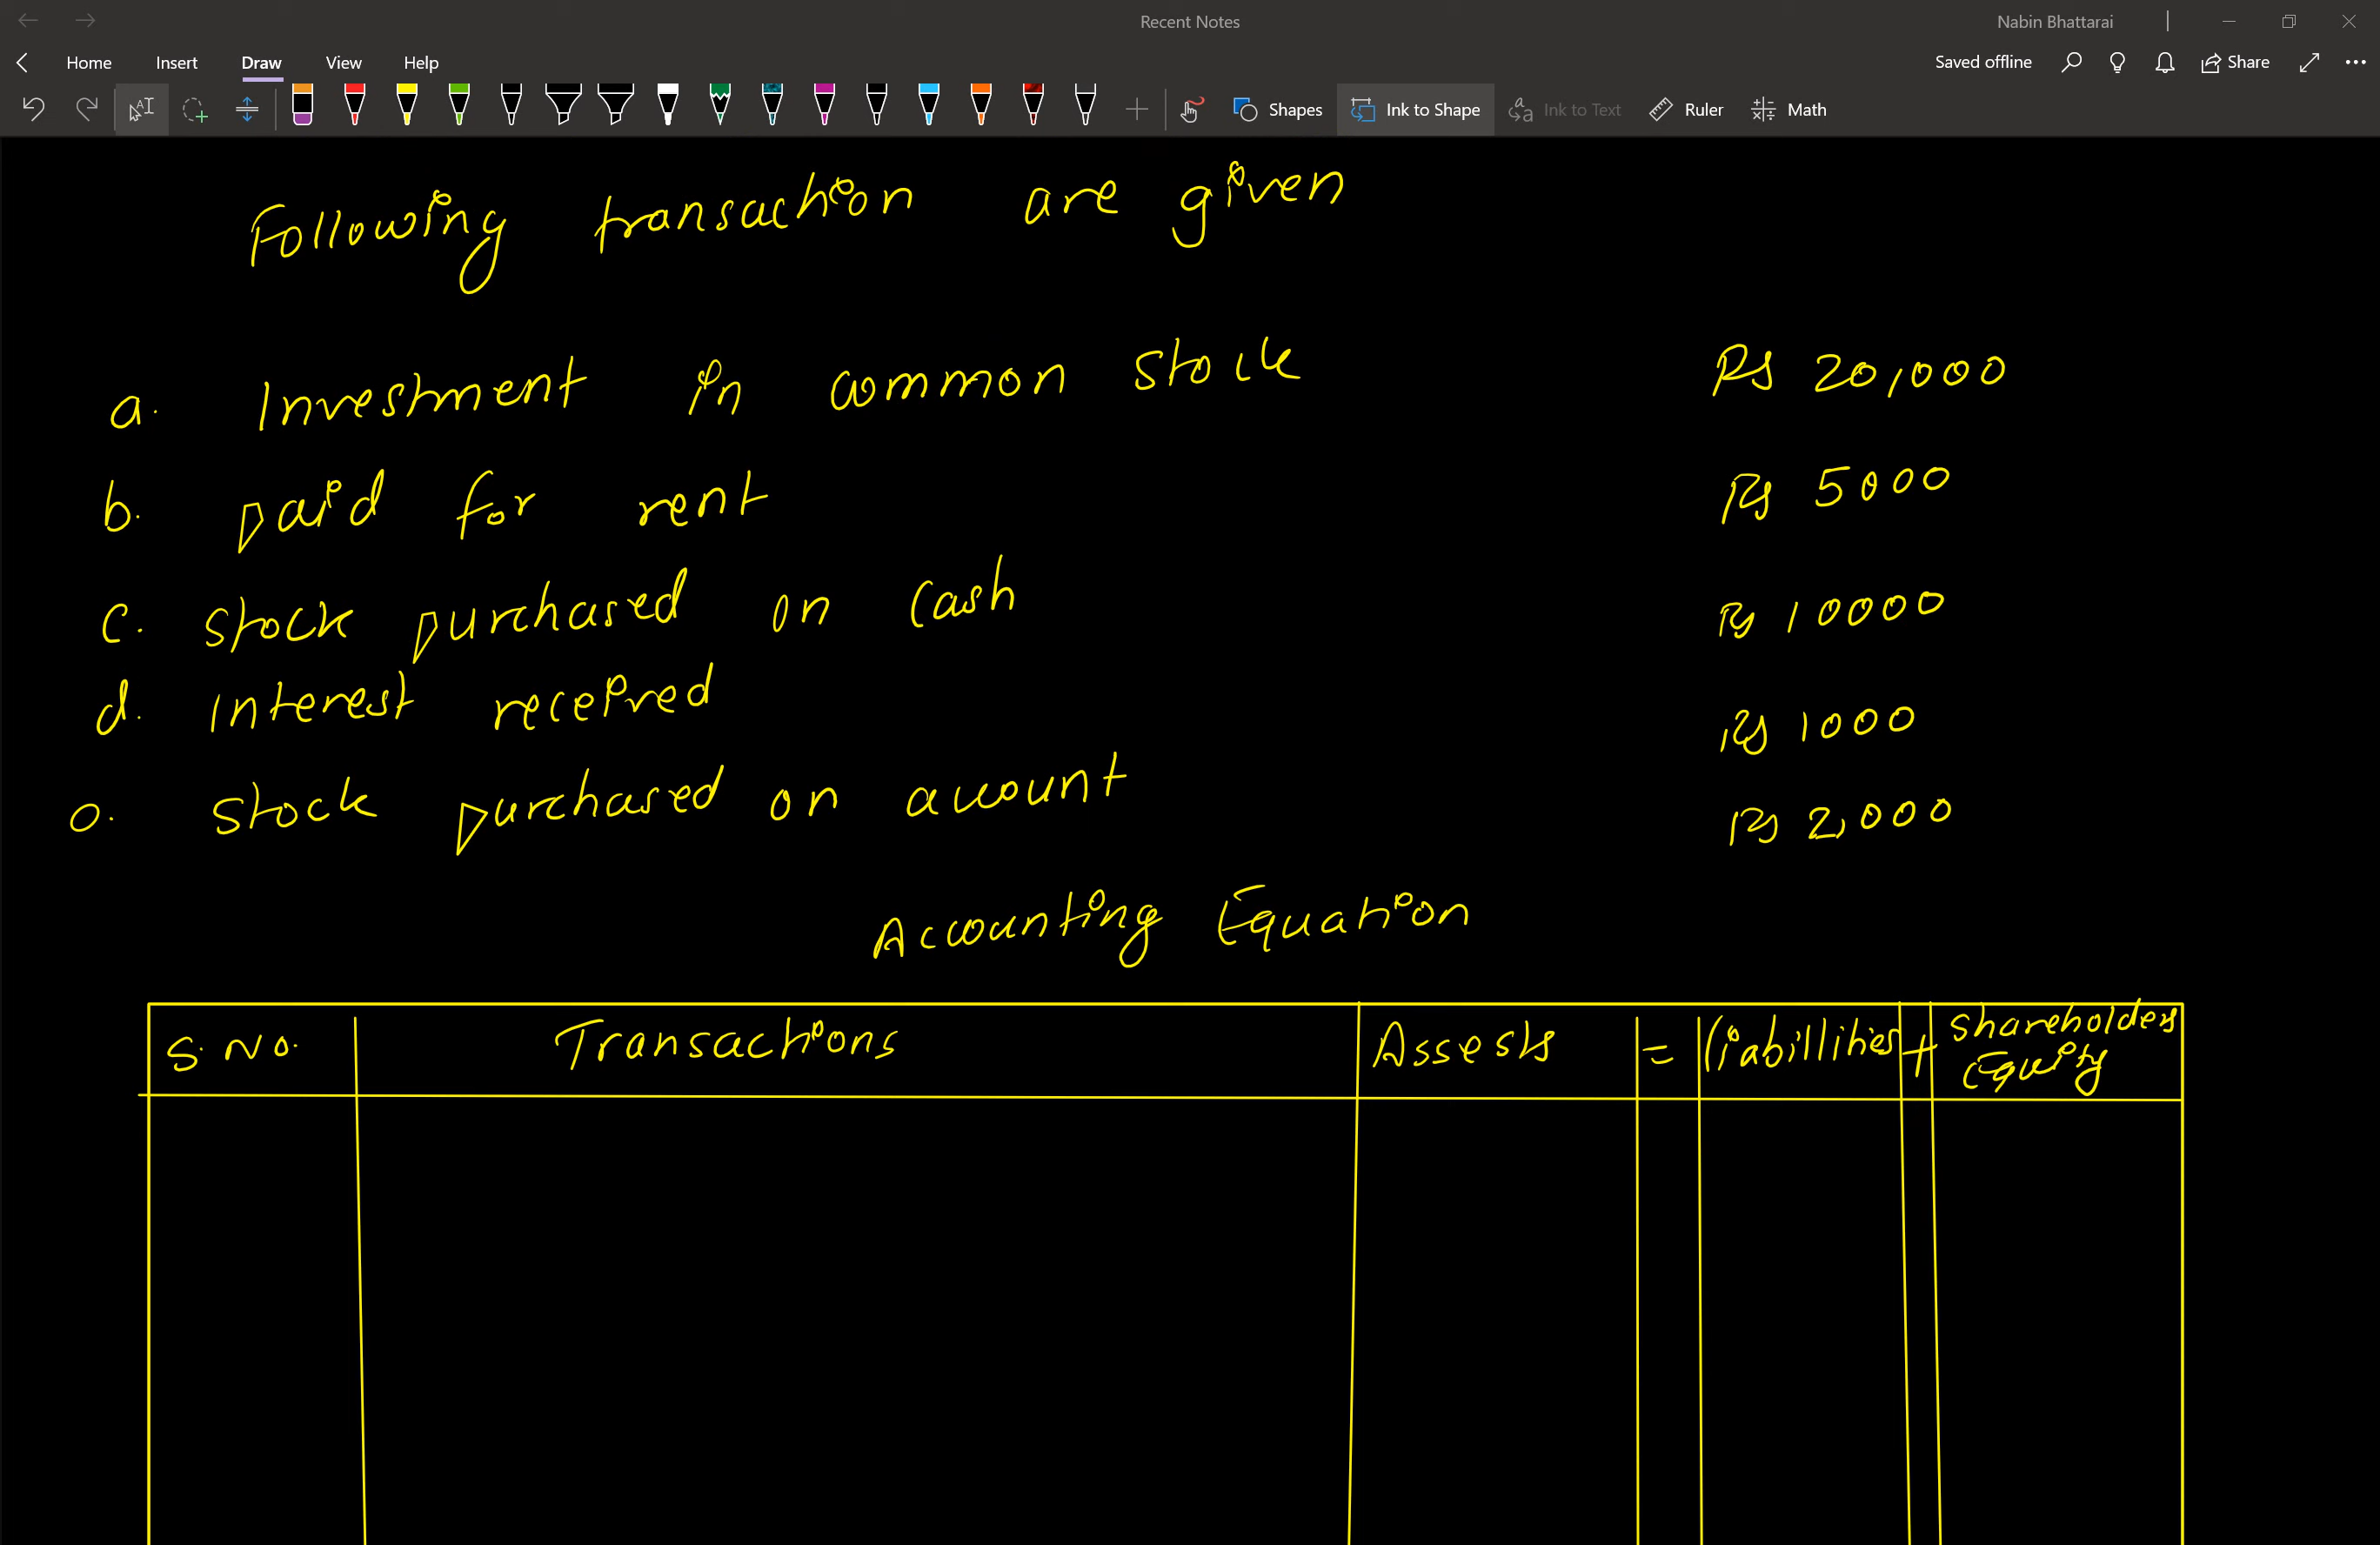 Recent Notes
Nabin Bhattarai
Home Insert Draw View Help
Saved offline
Share
Shapes
Ink to Shape
Ink to Text
Ruler
Math
Following transaction are given
a. Investment in common stock Rs 20,000
b. paid for rent Rs 5000
c. stock purchased on cash Rs 10000
d. interest received Rs 1000
o. stock purchased on account Rs 2,000
Accounting Equation
S. No. Transactions Assests = Liabillities + shareholders
Equity